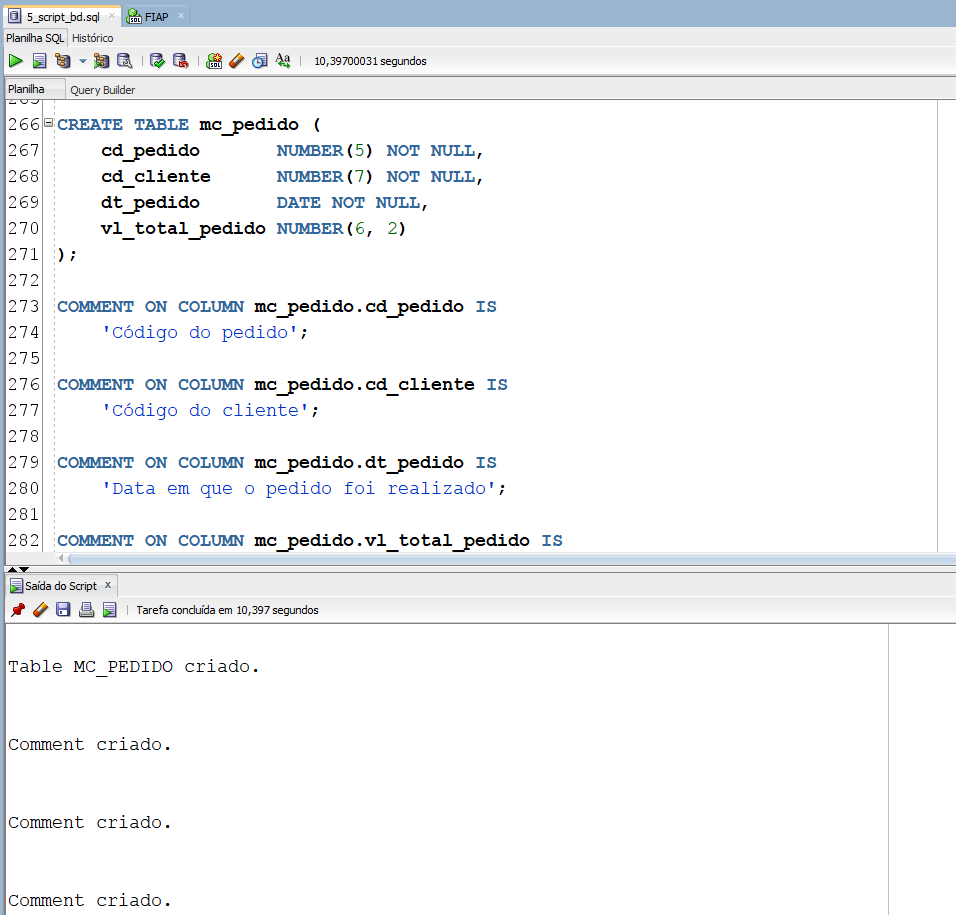 5_script_bd.sql
FIAP
Planilha SQL Histórico
10,39700031 segundos
Planilha Query Builder
265
266 CREATE TABLE mc_pedido (
267 cd_pedido NUMBER(5) NOT NULL,
268 cd_cliente NUMBER(7) NOT NULL,
269 dt_pedido DATE NOT NULL,
270 vl_total_pedido NUMBER(6, 2)
271 );
272
273 COMMENT ON COLUMN mc_pedido.cd_pedido IS
274 'Código do pedido';
275
276 COMMENT ON COLUMN mc_pedido.cd_cliente IS
277 'Código do cliente';
278
279 COMMENT ON COLUMN mc_pedido.dt_pedido IS
280 'Data em que o pedido foi realizado';
281
282 COMMENT ON COLUMN mc_pedido.vl_total_pedido IS
Saída do Script x
Tarefa concluída em 10,397 segundos
Table MC_PEDIDO criado.
Comment criado.
Comment criado.
Comment criado.